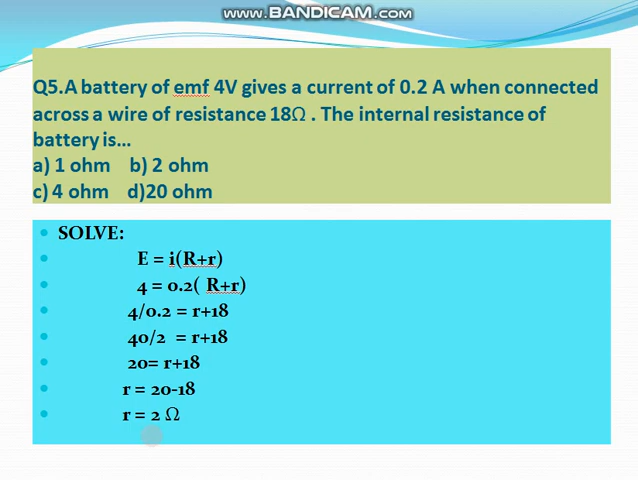 www.BANDICAM.com
Q5.A battery of emf 4V gives a current of 0.2 A when connected
across a wire of resistance 18Ω . The internal resistance of
battery is...
a) 1 ohm b) 2 ohm
c) 4 ohm d)20 ohm
SOLVE:
E = i(R+r)
4 = 0.2( R+r)
4/0.2 = r+18
40/2 = r+18
20= r+18
r = 20-18
r = 2 Ω